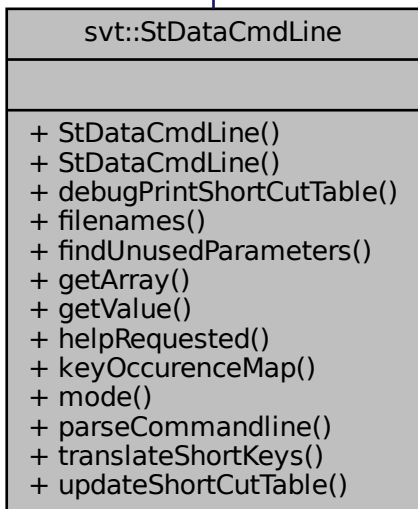 svt::StDataCmdLine
+ StDataCmdLine()
+ StDataCmdLine()
+ debugPrintShortCutTable()
+ filenames()
+ findUnusedParameters()
+ getArray()
+ getValue()
+ helpRequested()
+ keyOccurenceMap()
+ mode()
+ parseCommandline()
+ translateShortKeys()
+ updateShortCutTable()